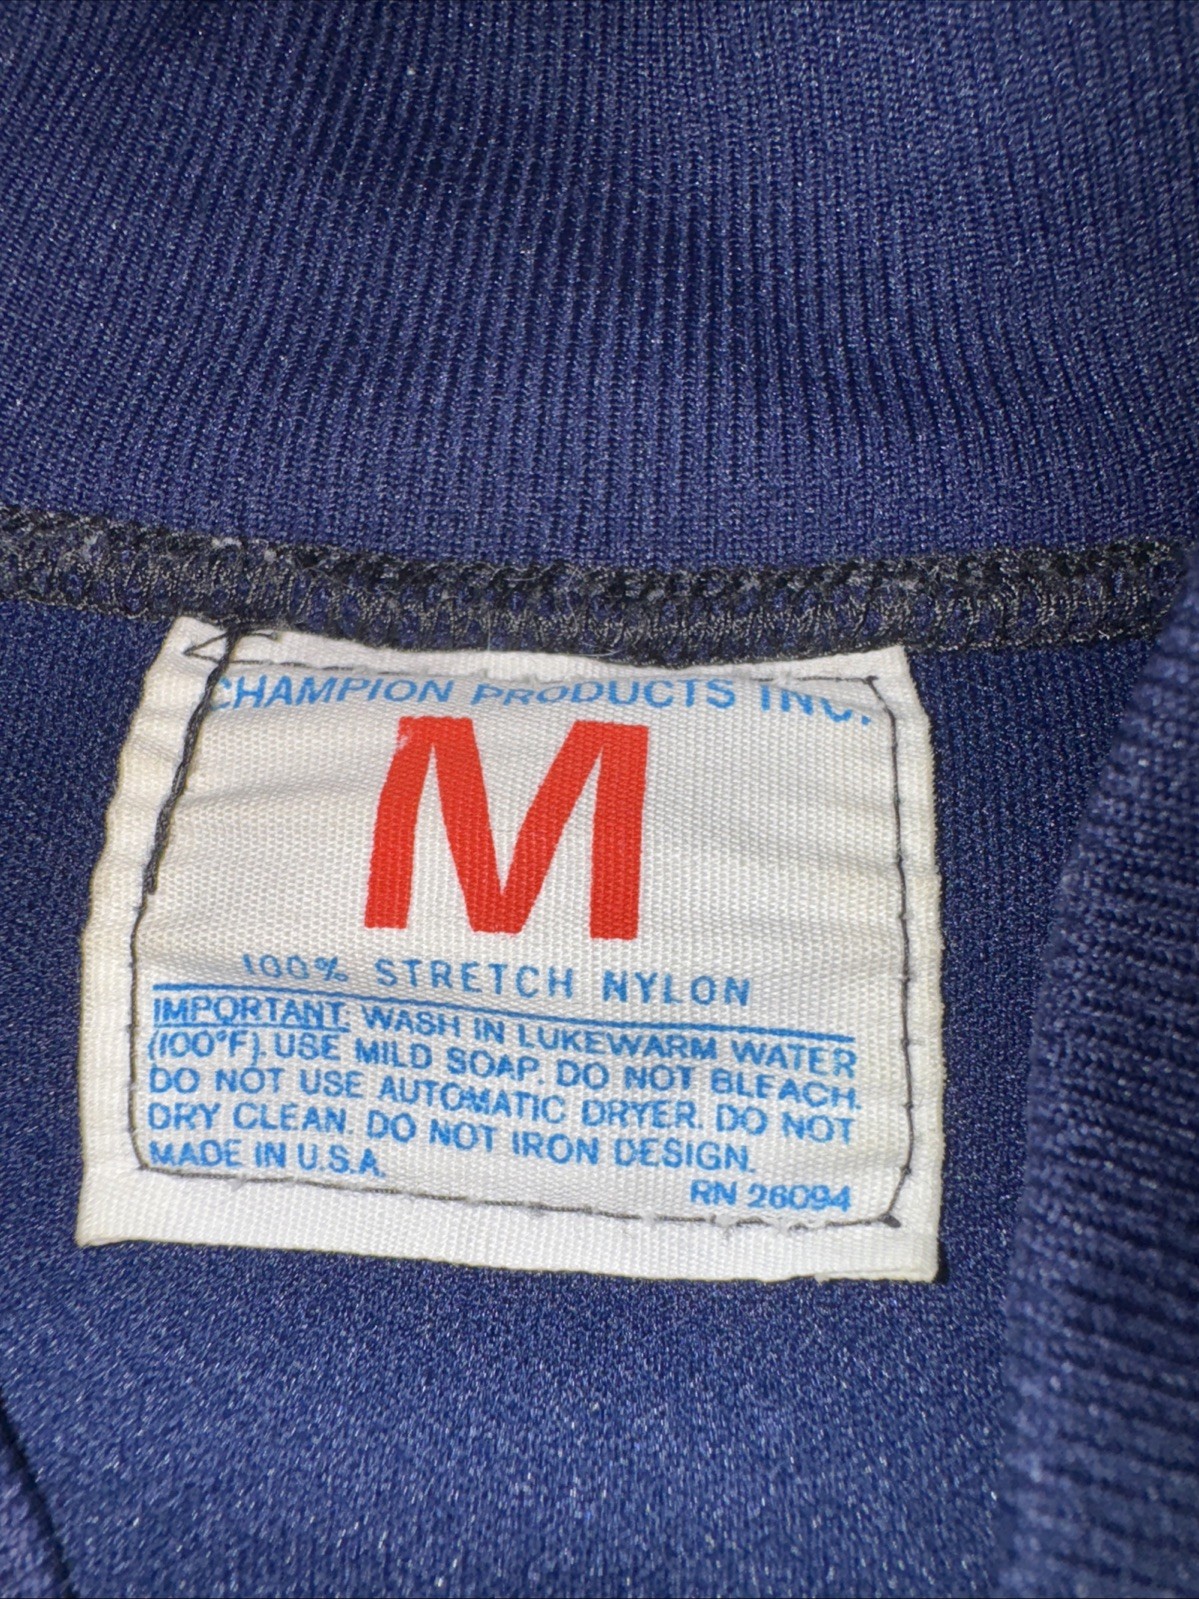 CHAMPION PRODUCTS INC.
M
100% STRETCH NYLON
IMPORTANT: WASH IN LUKEWARM WATER
(100°F). USE MILD SOAP. DO NOT BLEACH.
DO NOT USE AUTOMATIC DRYER. DO NOT
DRY CLEAN. DO NOT IRON DESIGN.
MADE IN U.S.A.
RN 26094